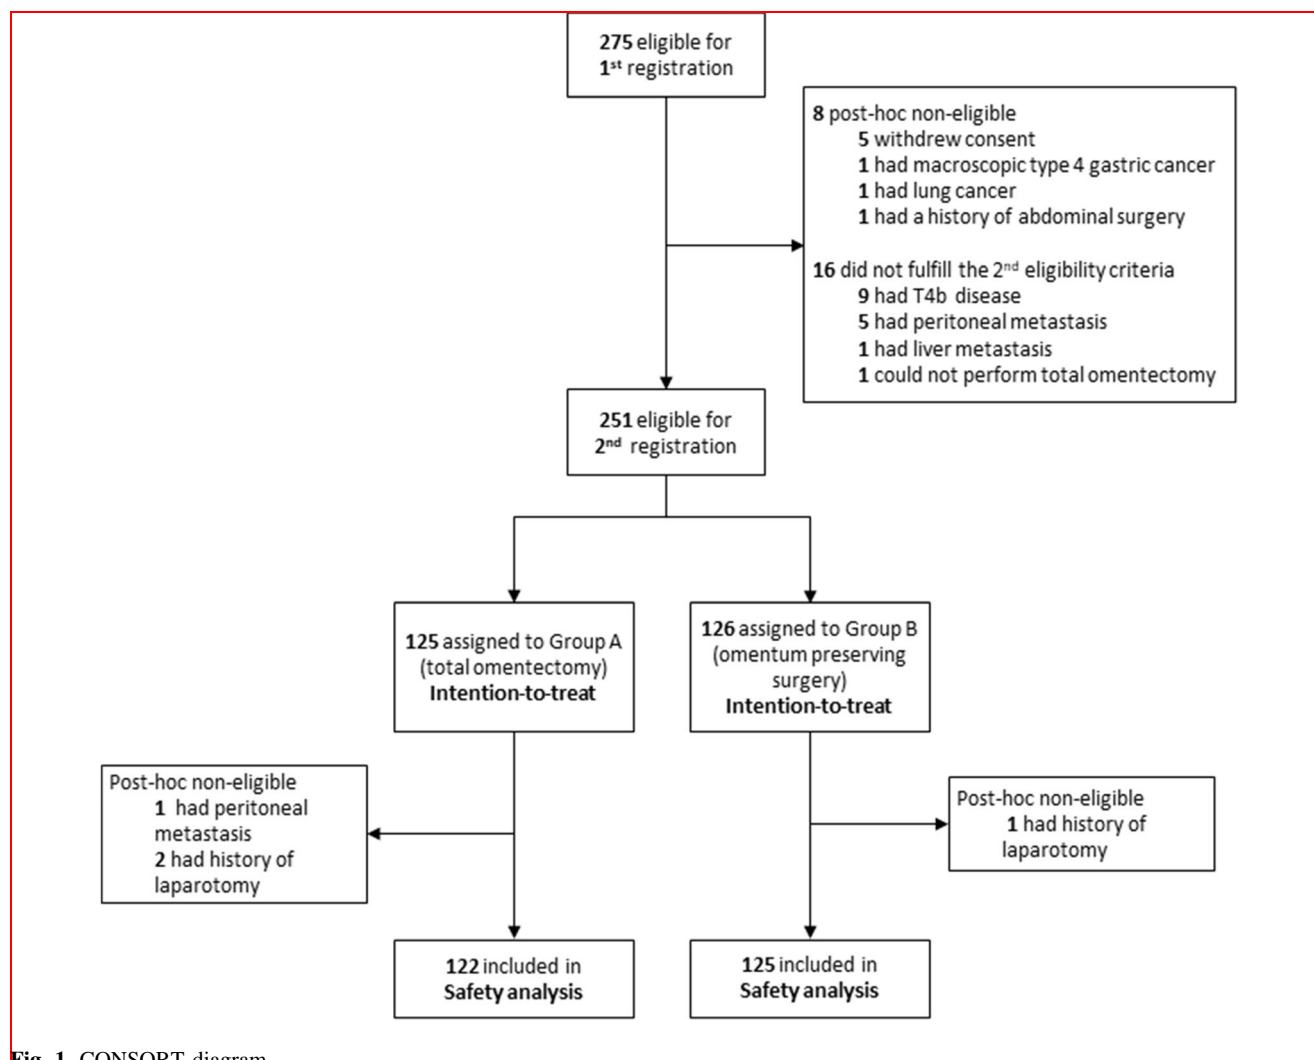 275 eligible for
1st registration
8 post-hoc non-eligible
5 withdrew consent
1 had macroscopic type 4 gastric cancer
1 had lung cancer
1 had a history of abdominal surgery
16 did not fulfill the 2nd eligibility criteria
9 had T4b disease
5 had peritoneal metastasis
1 had liver metastasis
1 could not perform total omentectomy
251 eligible for
2nd registration
125 assigned to Group A
(total omentectomy)
Intention-to-treat
126 assigned to Group B
(omentum preserving
surgery)
Intention-to-treat
Post-hoc non-eligible
1 had peritoneal
metastasis
2 had history of
laparotomy
Post-hoc non-eligible
1 had history of
laparotomy
122 included in
Safety analysis
125 included in
Safety analysis
Fig. 1 CONSORT diagram